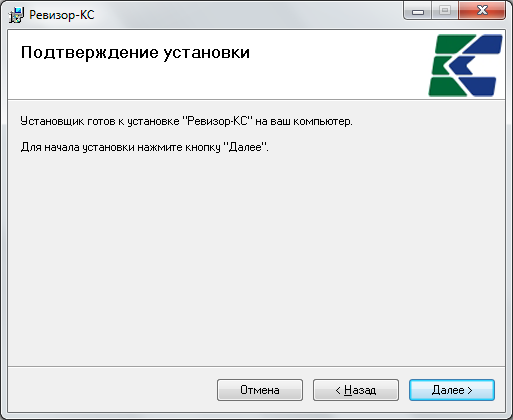 Ревизор-КС
Подтверждение установки
Установщик готов к установке "Ревизор-КС" на ваш компьютер.
Для начала установки нажмите кнопку "Далее".
Отмена
< Назад
Далее >